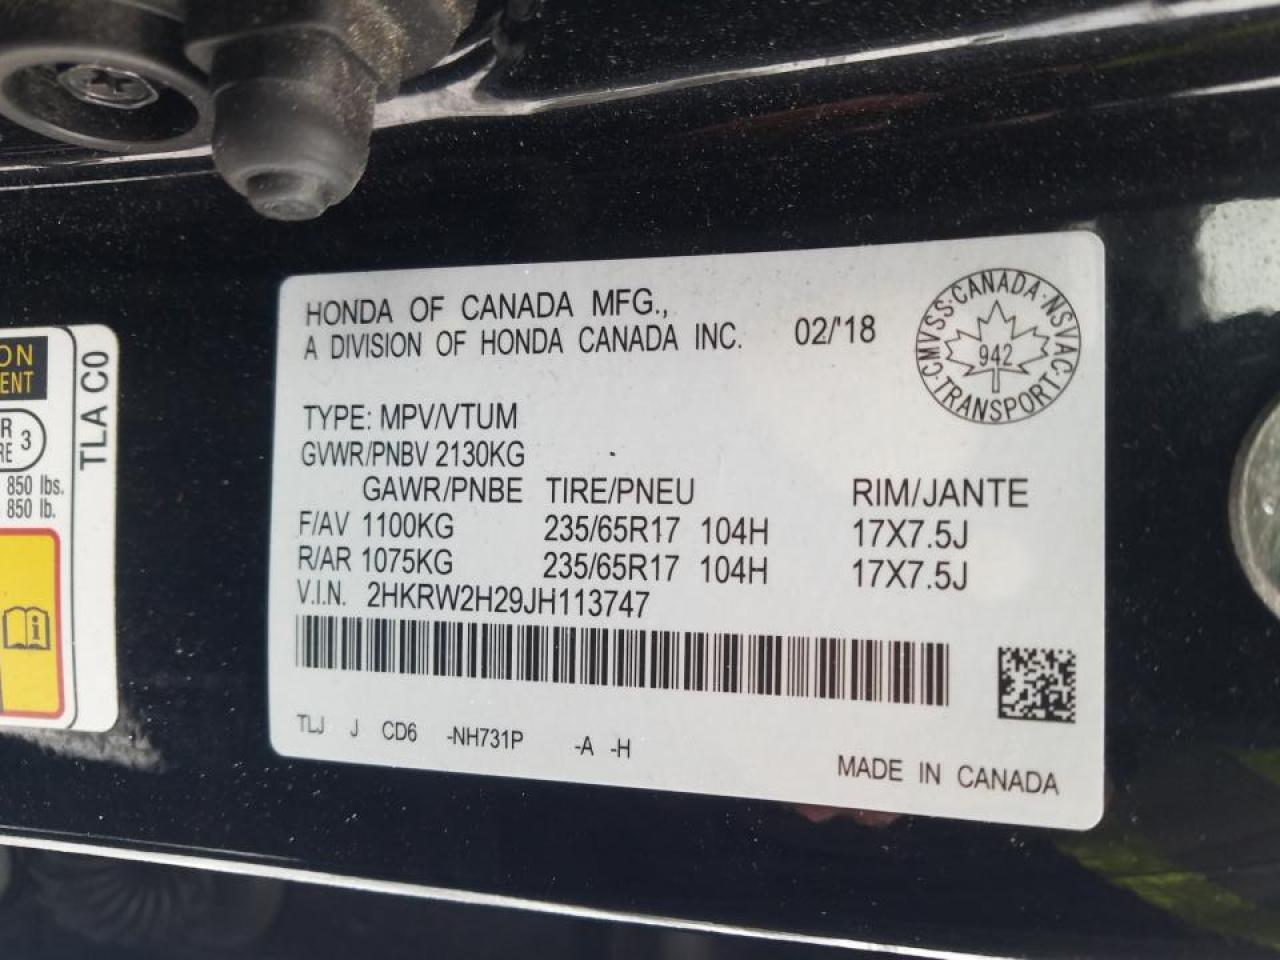 HONDA OF CANADA MFG.,
A DIVISION OF HONDA CANADA INC.
02/'18
CMVSS·CANADA·NSVAC·TRANSPORT·
942
TYPE: MPV/VTUM
GVWR/PNBV 2130KG
GAWR/PNBE TIRE/PNEU RIM/JANTE
F/AV 1100KG 235/65R17 104H 17X7.5J
R/AR 1075KG 235/65R17 104H 17X7.5J
V.I.N. 2HKRW2H29JH113747
TLJ J CD6 -NH731P -A -H
MADE IN CANADA
TLA C0
3
850 lbs.
850 lb.